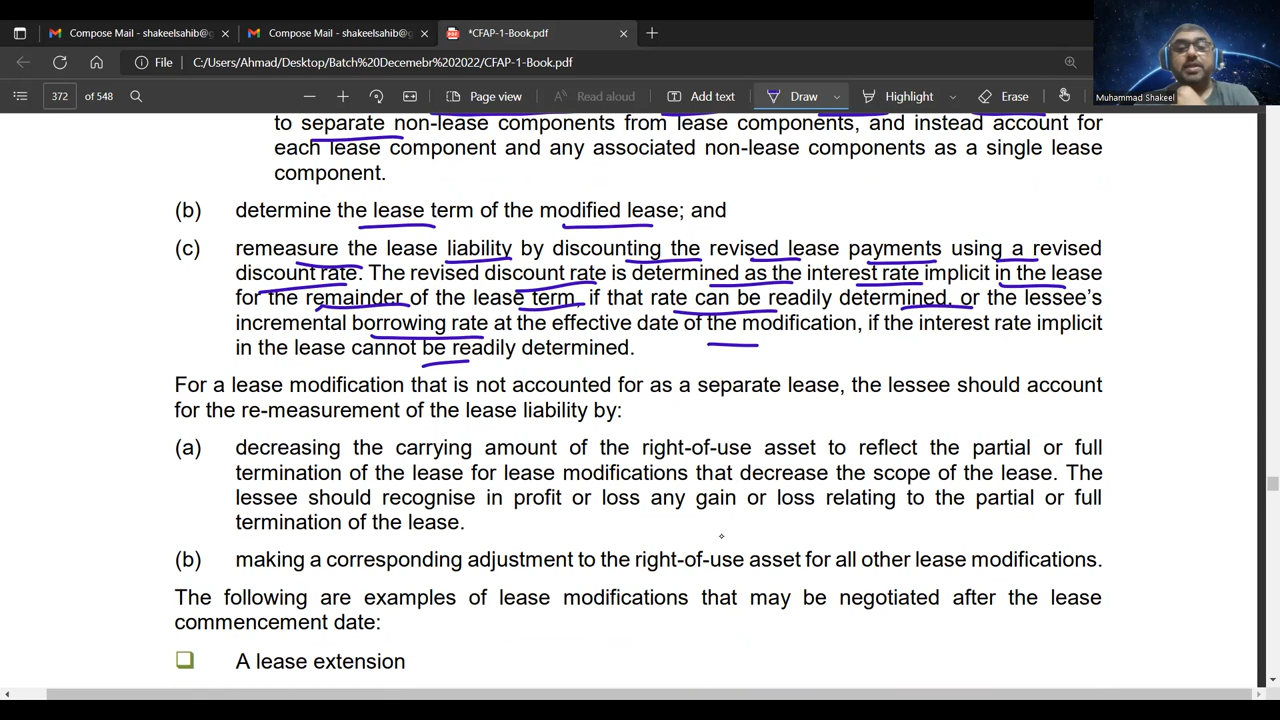 Compose Mail - shakeelsahib@g
Compose Mail - shakeelsahib@g
*CFAP-1-Book.pdf
File
C:/Users/Ahmad/Desktop/Batch%20Decemebr%202022/CFAP-1-Book.pdf
372 of 548
Page view
Read aloud
Add text
Draw
Highlight
Erase
Muhammad Shakeel
to separate non-lease components from lease components, and instead account for
each lease component and any associated non-lease components as a single lease
component.
(b) determine the lease term of the modified lease; and
(c) remeasure the lease liability by discounting the revised lease payments using a revised
discount rate. The revised discount rate is determined as the interest rate implicit in the lease
for the remainder of the lease term, if that rate can be readily determined, or the lessee's
incremental borrowing rate at the effective date of the modification, if the interest rate implicit
in the lease cannot be readily determined.
For a lease modification that is not accounted for as a separate lease, the lessee should account
for the re-measurement of the lease liability by:
(a) decreasing the carrying amount of the right-of-use asset to reflect the partial or full
termination of the lease for lease modifications that decrease the scope of the lease. The
lessee should recognise in profit or loss any gain or loss relating to the partial or full
termination of the lease.
(b) making a corresponding adjustment to the right-of-use asset for all other lease modifications.
The following are examples of lease modifications that may be negotiated after the lease
commencement date:
A lease extension